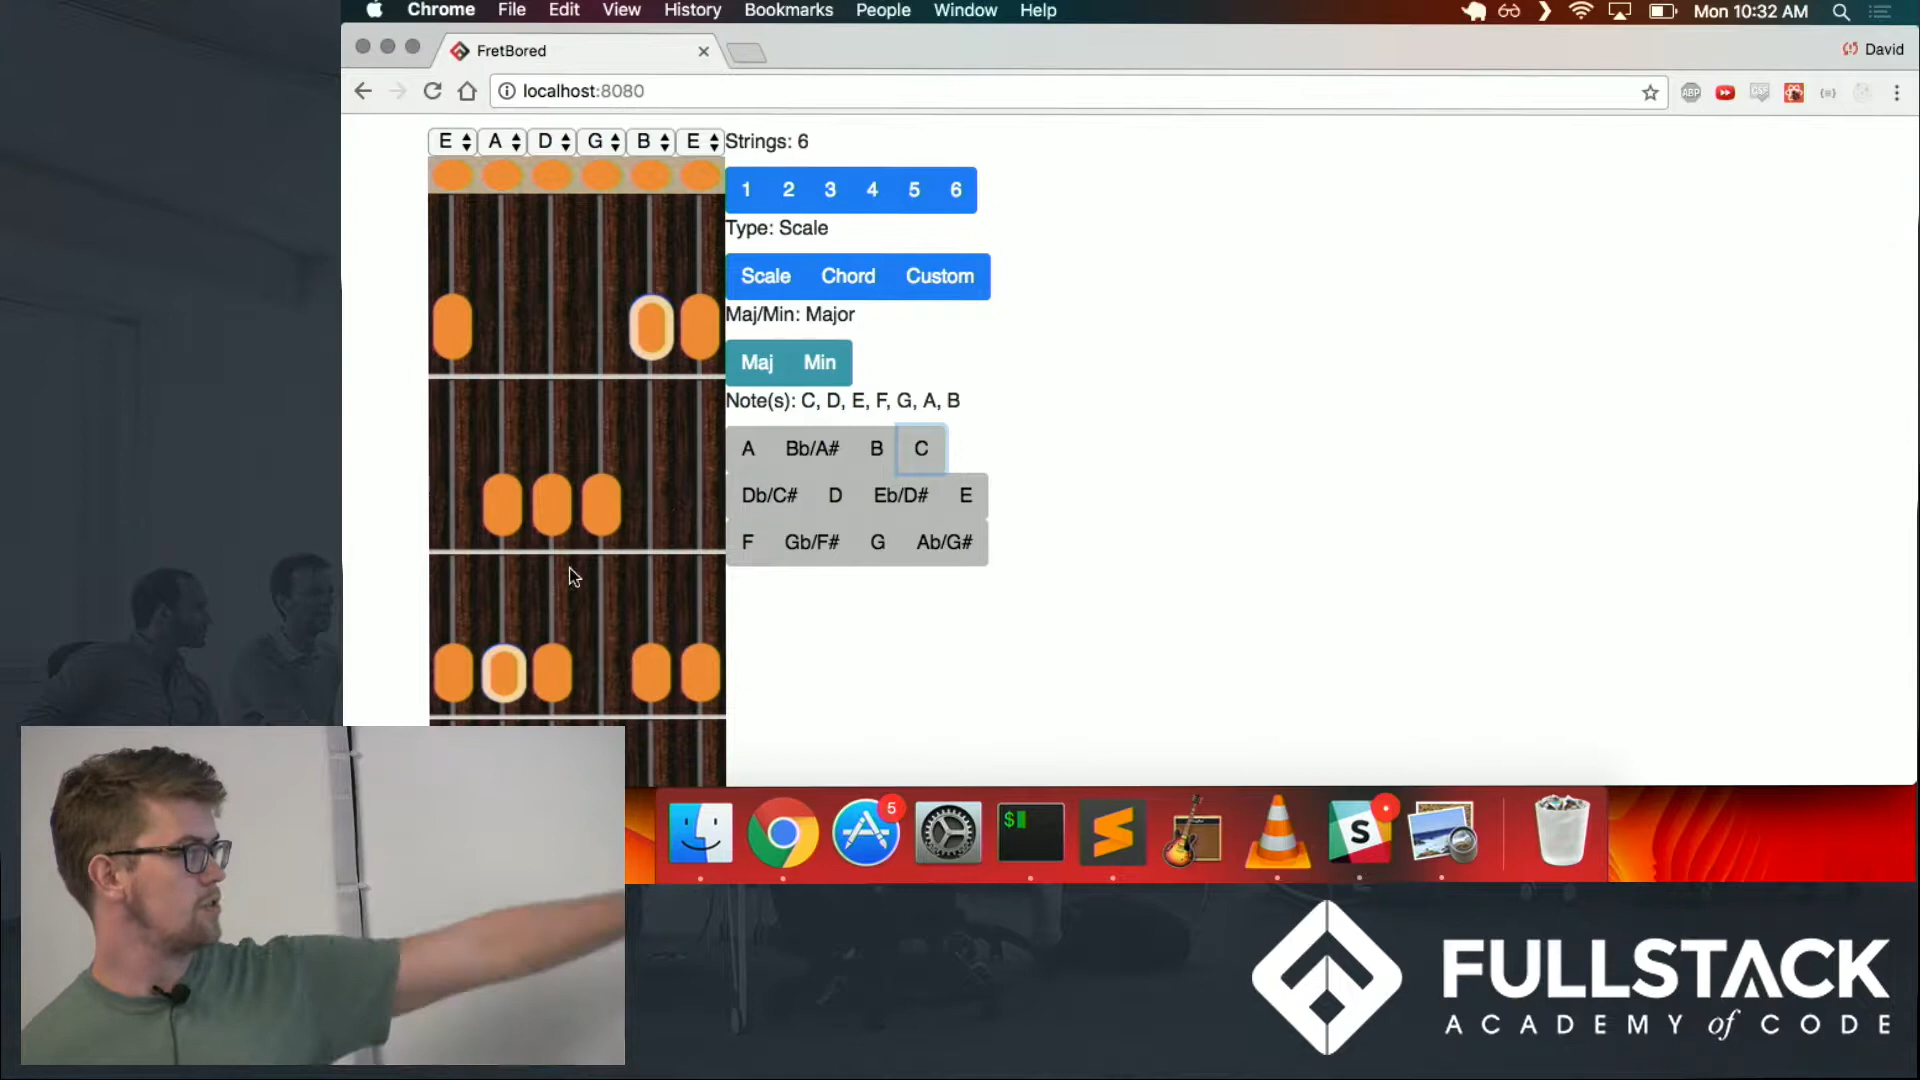 Chrome File Edit View History Bookmarks People Window Help Mon 10:32 AM
FretBored
David
localhost:8080
ABP
E A D G B E
Strings: 6
1 2 3 4 5 6
Type: Scale
Scale Chord Custom
Maj/Min: Major
Maj Min
Note(s): C, D, E, F, G, A, B
A Bb/A# B C
Db/C# D Eb/D# E
F Gb/F# G Ab/G#
5
$
S
FULLSTACK
ACADEMY of CODE